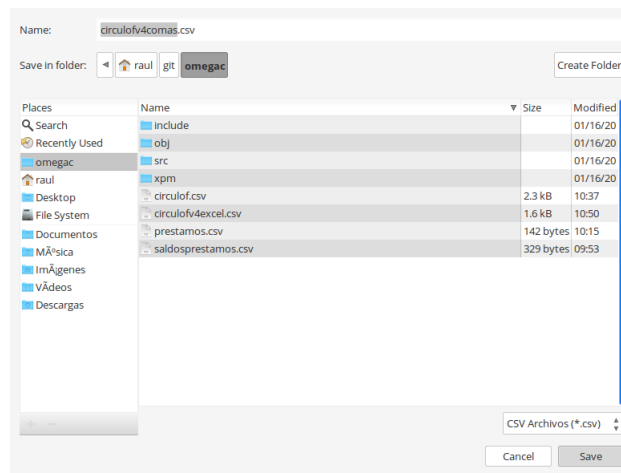 Name: circulofv4comas.csv
Save in folder: raul git omegac Create Folder
Places Name Size Modified
Search include 01/16/20
Recently Used obj 01/16/20
omegac src 01/16/20
raul xpm 01/16/20
Desktop circulof.csv 2.3 kB 10:37
File System circulofv4excel.csv 1.6 kB 10:50
Documentos prestamos.csv 142 bytes 10:15
MÃºsica saldosprestamos.csv 329 bytes 09:53
ImÃ¡genes
VÃ­deos
Descargas
CSV Archivos (*.csv)
Cancel Save